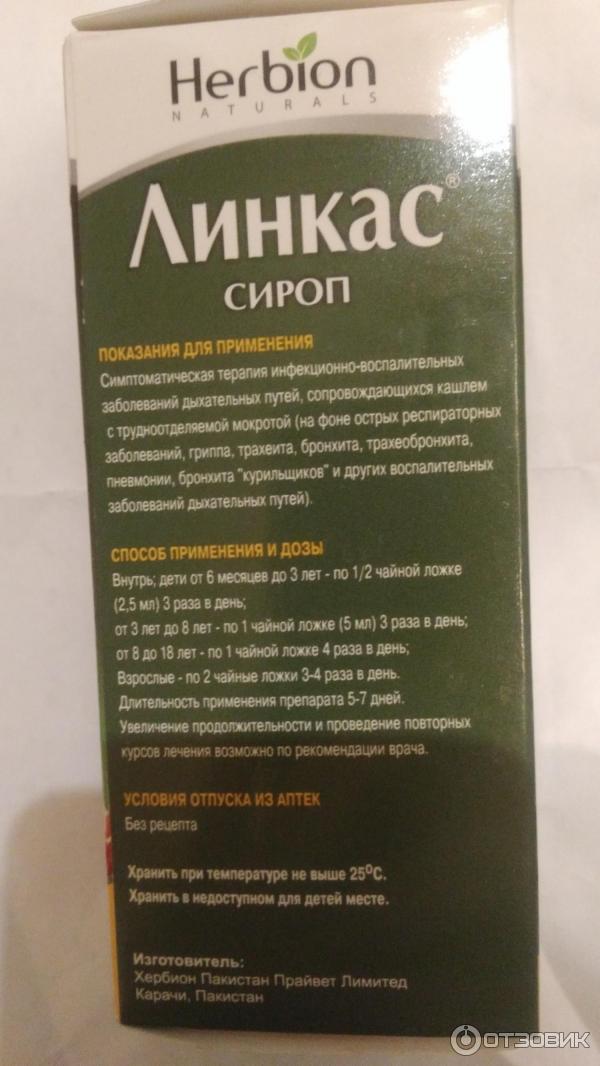 Herbion
NATURALS
Линкас®
СИРОП
ПОКАЗАНИЯ ДЛЯ ПРИМЕНЕНИЯ
Симптоматическая терапия инфекционно-воспалительных
заболеваний дыхательных путей, сопровождающихся кашлем
с трудноотделяемой мокротой (на фоне острых респираторных
заболеваний, гриппа, трахеита, бронхита, трахеобронхита,
пневмонии, бронхита "курильщиков" и других воспалительных
заболеваний дыхательных путей).
СПОСОБ ПРИМЕНЕНИЯ И ДОЗЫ
Внутрь; дети от 6 месяцев до 3 лет - по 1/2 чайной ложке
(2,5 мл) 3 раза в день;
от 3 лет до 8 лет - по 1 чайной ложке (5 мл) 3 раза в день;
от 8 до 18 лет - по 1 чайной ложке 4 раза в день;
Взрослые - по 2 чайные ложки 3-4 раза в день.
Длительность применения препарата 5-7 дней.
Увеличение продолжительности и проведение повторных
курсов лечения возможно по рекомендации врача.
УСЛОВИЯ ОТПУСКА ИЗ АПТЕК
Без рецепта
Хранить при температуре не выше 25°C.
Хранить в недоступном для детей месте.
Изготовитель:
Хербион Пакистан Прайвет Лимитед
Карачи, Пакистан
ОТЗОВИК